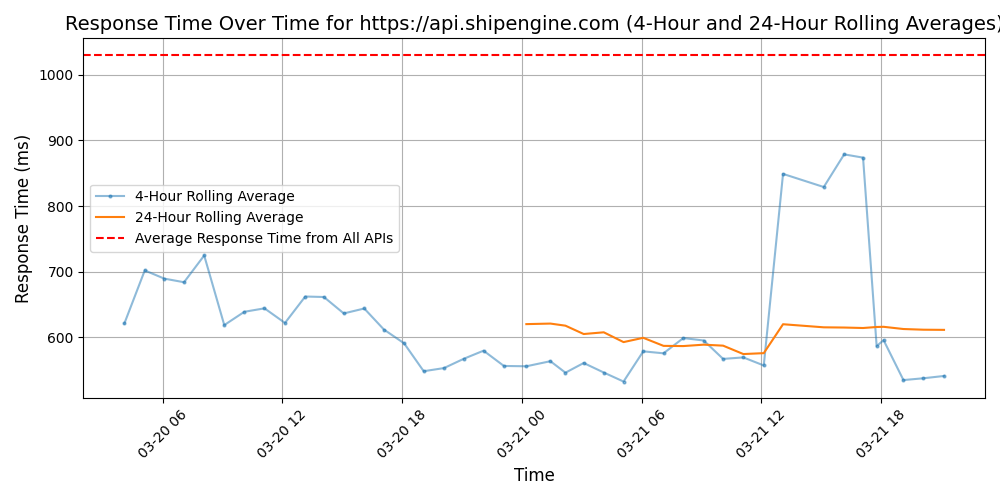 Response Time Over Time for https://api.shipengine.com (4-Hour and 24-Hour Rolling Averages)
Response Time (ms)
1000
900
800
700
600
4-Hour Rolling Average
24-Hour Rolling Average
Average Response Time from All APIs
03-20 06
03-20 12
03-20 18
03-21 00
03-21 06
03-21 12
03-21 18
Time